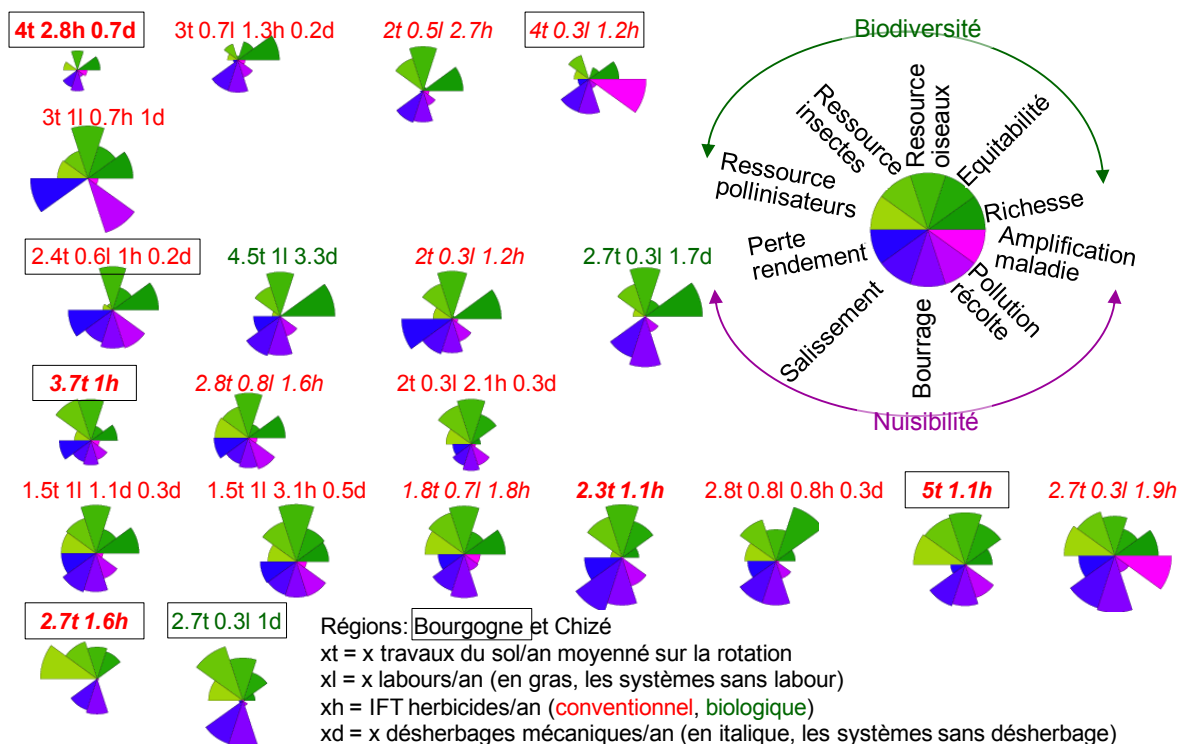 4t 2.8h 0.7d
3t 0.7l 1.3h 0.2d
2t 0.5l 2.7h
4t 0.3l 1.2h
3t 1l 0.7h 1d
2.4t 0.6l 1h 0.2d
4.5t 1l 3.3d
2t 0.3l 1.2h
2.7t 0.3l 1.7d
3.7t 1h
2.8t 0.8l 1.6h
2t 0.3l 2.1h 0.3d
1.5t 1l 1.1d 0.3d
1.5t 1l 3.1h 0.5d
1.8t 0.7l 1.8h
2.3t 1.1h
2.8t 0.8l 0.8h 0.3d
5t 1.1h
2.7t 0.3l 1.9h
2.7t 1.6h
2.7t 0.3l 1d
Biodiversité
Ressource
pollinisateurs
Ressource
insectes
Resource
oiseaux
Equitabilité
Richesse
Amplification
maladie
Pollution
récolte
Bourrage
Salissement
Perte
rendement
Nuisibilité
Régions: Bourgogne et Chizé
xt = x travaux du sol/an moyenné sur la rotation
xl = x labours/an (en gras, les systèmes sans labour)
xh = IFT herbicides/an (conventionnel, biologique)
xd = x désherbages mécaniques/an (en italique, les systèmes sans désherbage)